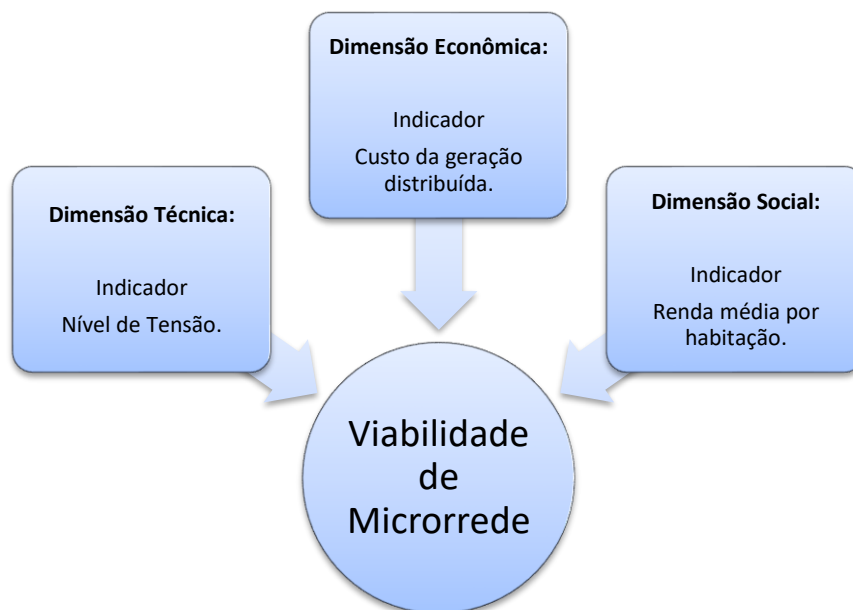 Dimensão Econômica:
Indicador
Custo da geração
distribuída.
Dimensão Técnica:
Indicador
Nível de Tensão.
Dimensão Social:
Indicador
Renda média por
habitação.
Viabilidade
de
Microrrede